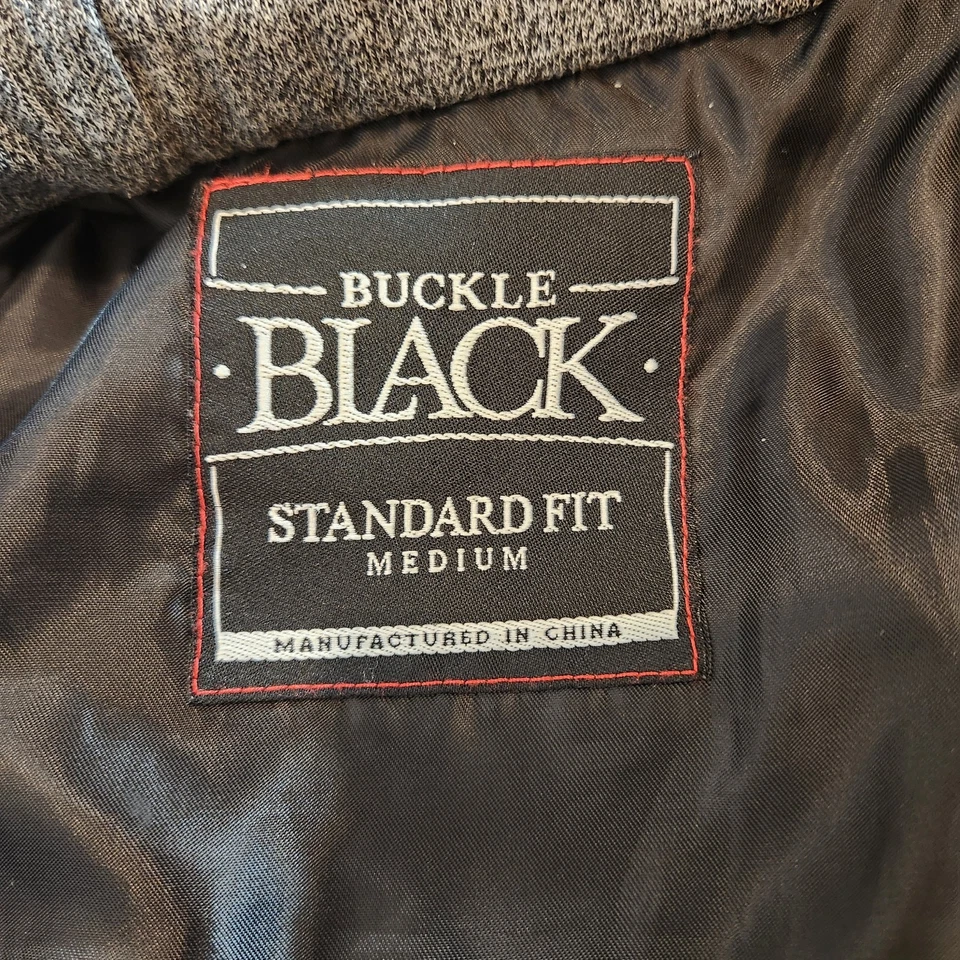 BUCKLE
·BLACK·
STANDARD FIT
MEDIUM
MANUFACTURED IN CHINA